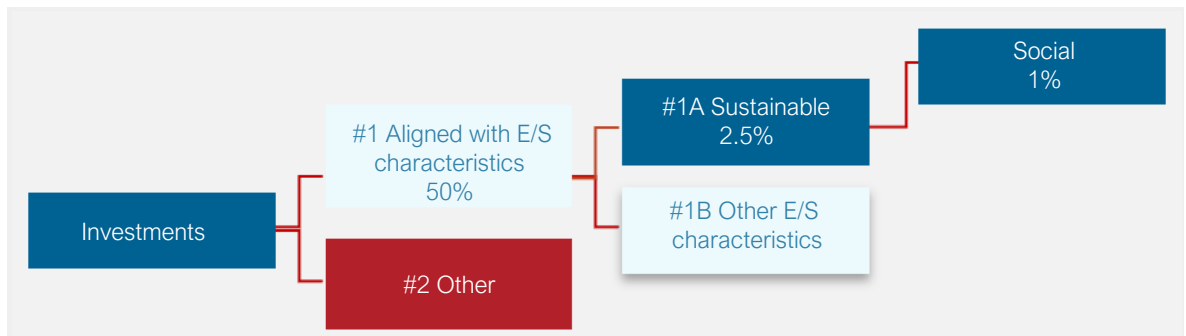 Investments
#1 Aligned with E/S
characteristics
50%
#2 Other
#1A Sustainable
2.5%
#1B Other E/S
characteristics
Social
1%